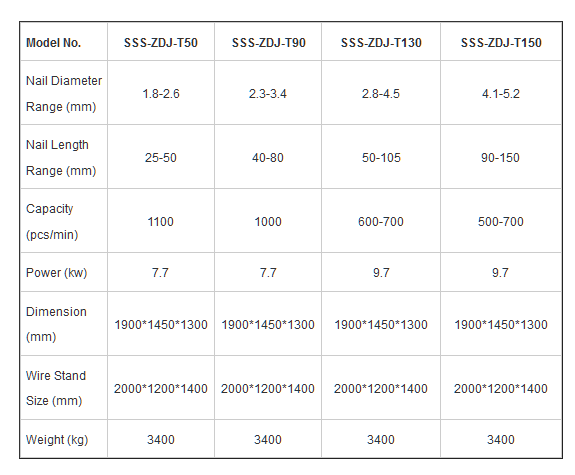 Model No. SSS-ZDJ-T50 SSS-ZDJ-T90 SSS-ZDJ-T130 SSS-ZDJ-T150
Nail Diameter
Range (mm) 1.8-2.6 2.3-3.4 2.8-4.5 4.1-5.2
Nail Length
Range (mm) 25-50 40-80 50-105 90-150
Capacity
(pcs/min) 1100 1000 600-700 500-700
Power (kw) 7.7 7.7 9.7 9.7
Dimension
(mm) 1900*1450*1300 1900*1450*1300 1900*1450*1300 1900*1450*1300
Wire Stand
Size (mm) 2000*1200*1400 2000*1200*1400 2000*1200*1400 2000*1200*1400
Weight (kg) 3400 3400 3400 3400